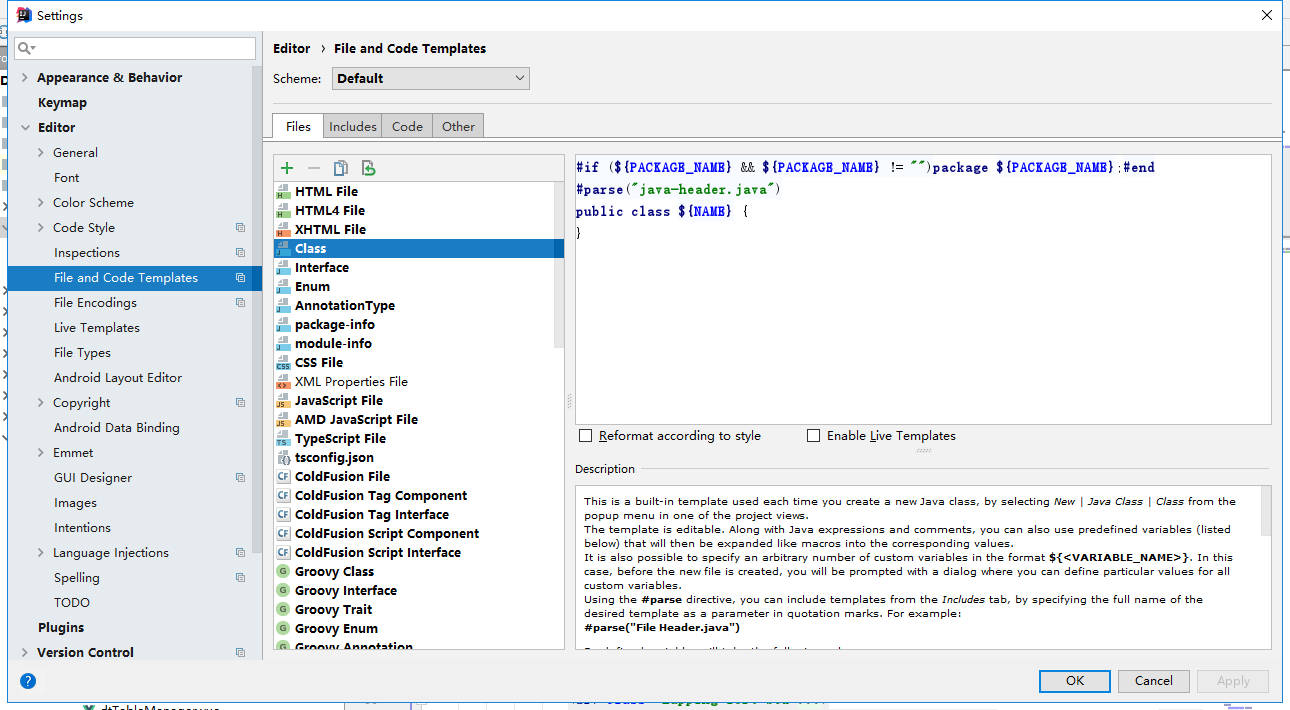 Settings
Appearance & Behavior
Keymap
Editor
General
Font
Color Scheme
Code Style
Inspections
File and Code Templates
File Encodings
Live Templates
File Types
Android Layout Editor
Copyright
Android Data Binding
Emmet
GUI Designer
Images
Intentions
Language Injections
Spelling
TODO
Plugins
Version Control
Editor › File and Code Templates
Scheme: Default
Files Includes Code Other
HTML File
HTML4 File
XHTML File
Class
Interface
Enum
AnnotationType
package-info
module-info
CSS File
XML Properties File
JavaScript File
AMD JavaScript File
TypeScript File
tsconfig.json
ColdFusion File
ColdFusion Tag Component
ColdFusion Tag Interface
ColdFusion Script Component
ColdFusion Script Interface
Groovy Class
Groovy Interface
Groovy Trait
Groovy Enum
Groovy Annotation
#if (${PACKAGE_NAME} && ${PACKAGE_NAME} != "")package ${PACKAGE_NAME};#end
#parse("java-header.java")
public class ${NAME} {
}
Reformat according to style Enable Live Templates
Description
This is a built-in template used each time you create a new Java class, by selecting New | Java Class | Class from the
popup menu in one of the project views.
The template is editable. Along with Java expressions and comments, you can also use predefined variables (listed
below) that will then be expanded like macros into the corresponding values.
It is also possible to specify an arbitrary number of custom variables in the format ${<VARIABLE_NAME>}. In this
case, before the new file is created, you will be prompted with a dialog where you can define particular values for all
custom variables.
Using the #parse directive, you can include templates from the Includes tab, by specifying the full name of the
desired template as a parameter in quotation marks. For example:
#parse("File Header.java")
OK Cancel Apply